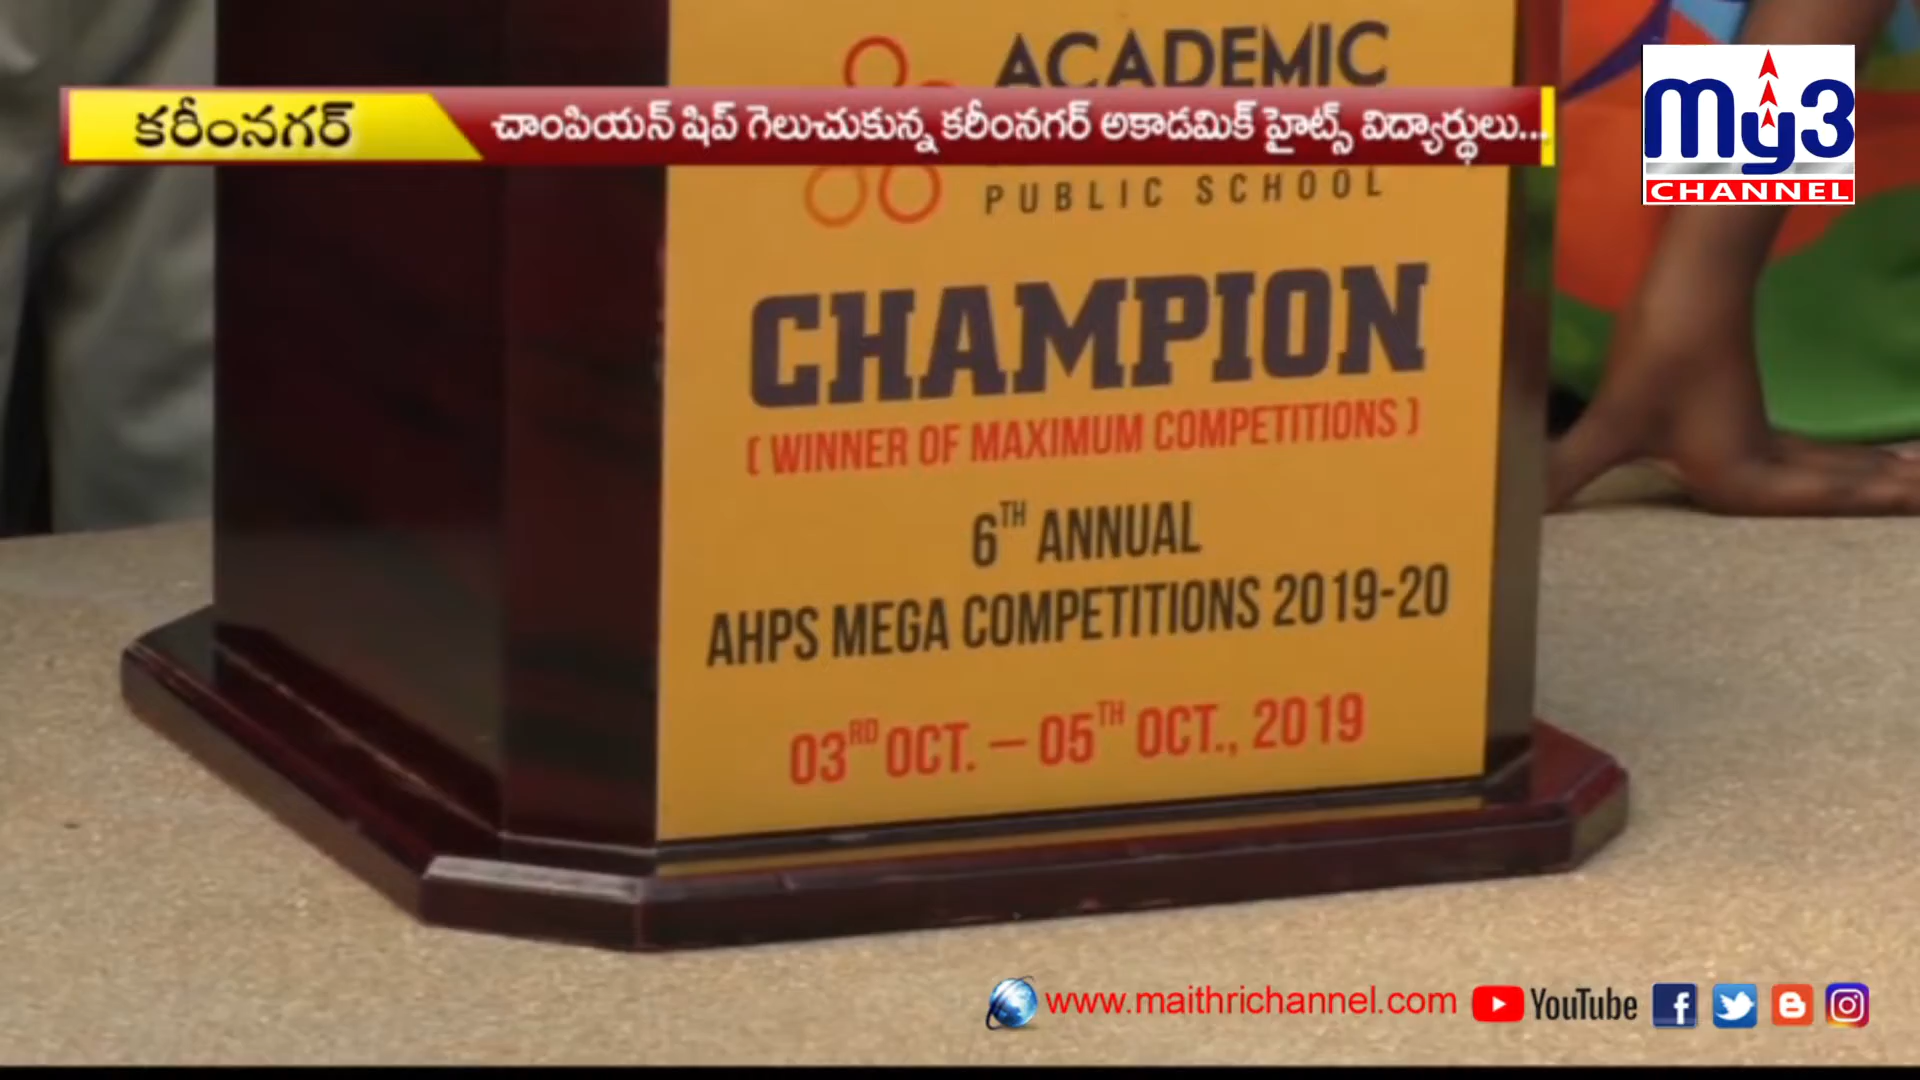 ACADEMIC
కరీంనగర్
చాంపియన్ షిప్ గెలుచుకున్న కరీంనగర్ అకాడమిక్ హైట్స్ విద్యార్థులు...
my3
CHANNEL
PUBLIC SCHOOL
CHAMPION
( WINNER OF MAXIMUM COMPETITIONS )
6TH ANNUAL
AHPS MEGA COMPETITIONS 2019-20
03RD OCT. – 05TH OCT., 2019
www.maithrichannel.com YouTube